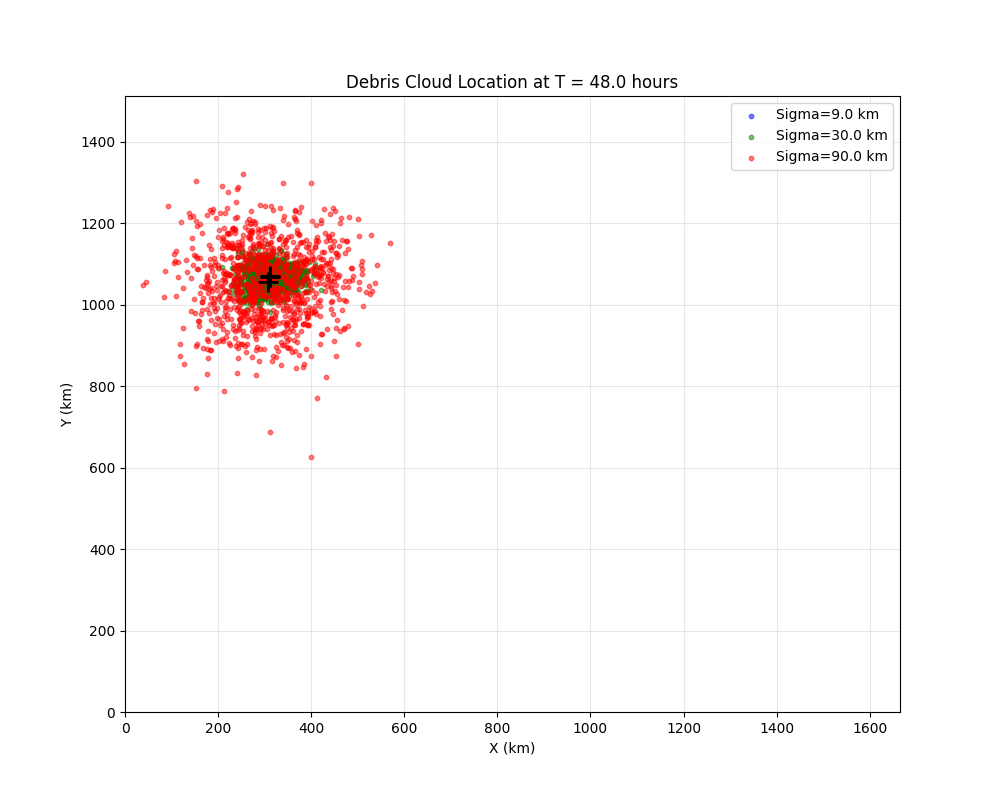 Debris Cloud Location at T = 48.0 hours
Sigma=9.0 km
Sigma=30.0 km
Sigma=90.0 km
1400
1200
1000
800
600
400
200
0
Y (km)
0 200 400 600 800 1000 1200 1400 1600
X (km)